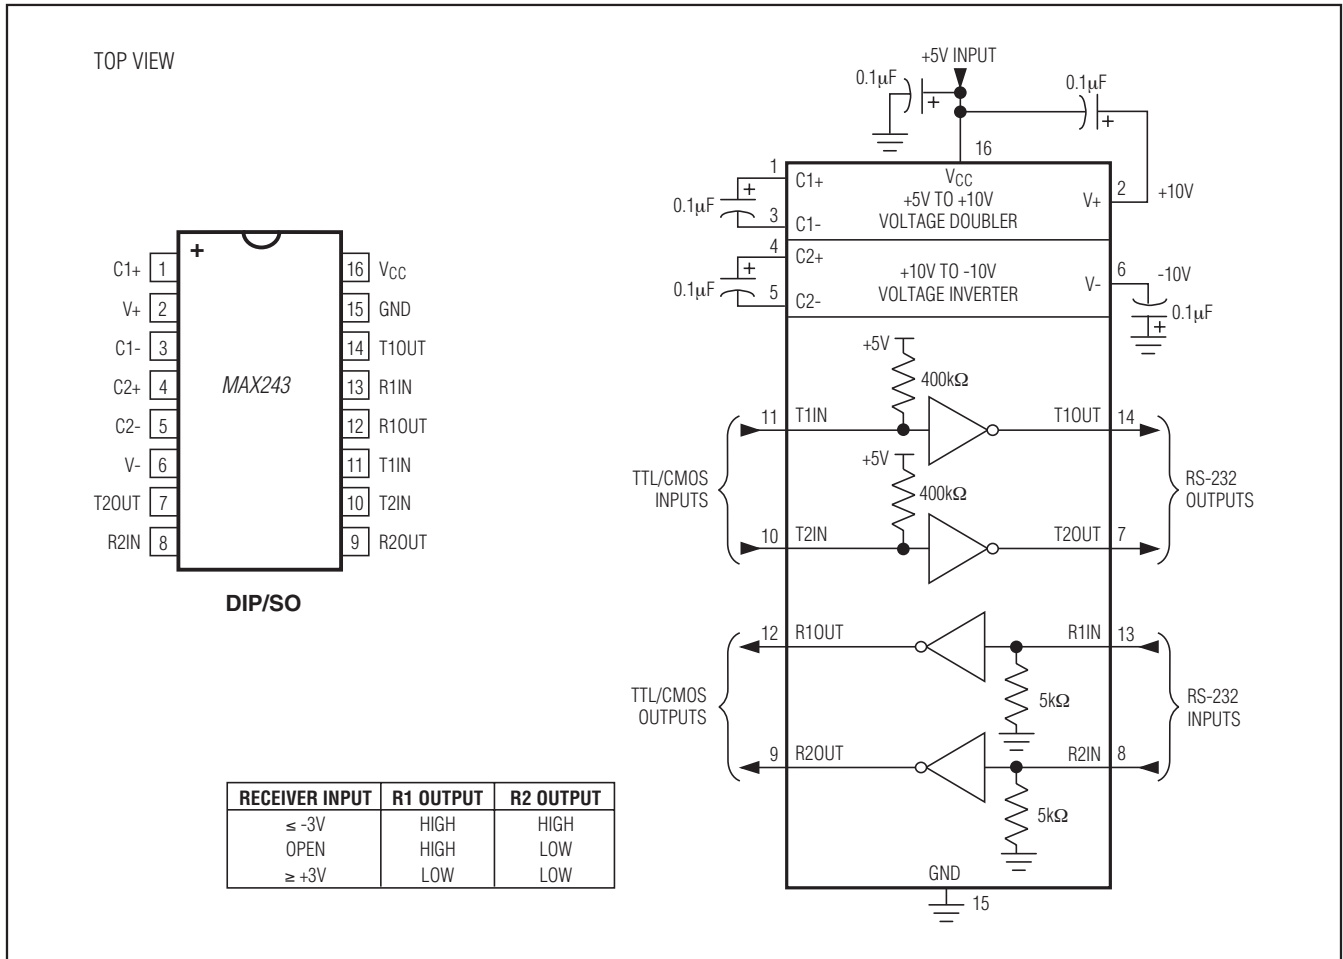 TOP VIEW
+
C1+ 1
V+ 2
C1- 3
C2+ 4
C2- 5
V- 6
T2OUT 7
R2IN 8
MAX243
16 VCC
15 GND
14 T1OUT
13 R1IN
12 R1OUT
11 T1IN
10 T2IN
9 R2OUT
DIP/SO
RECEIVER INPUT R1 OUTPUT R2 OUTPUT
≤ -3V HIGH HIGH
OPEN HIGH LOW
≥ +3V LOW LOW
+5V INPUT
0.1µF
+
0.1µF
+
16
VCC
+5V TO +10V
VOLTAGE DOUBLER
1
C1+
+
0.1µF
3
C1-
V+
2
+10V
4
C2+
+
0.1µF
5
C2-
+10V TO -10V
VOLTAGE INVERTER
V-
6
-10V
0.1µF
+
+5V
400kΩ
11 T1IN
T1OUT 14
+5V
400kΩ
TTL/CMOS
INPUTS
RS-232
OUTPUTS
10 T2IN
T2OUT 7
12 R1OUT
R1IN 13
5kΩ
TTL/CMOS
OUTPUTS
RS-232
INPUTS
9 R2OUT
R2IN 8
5kΩ
GND
15